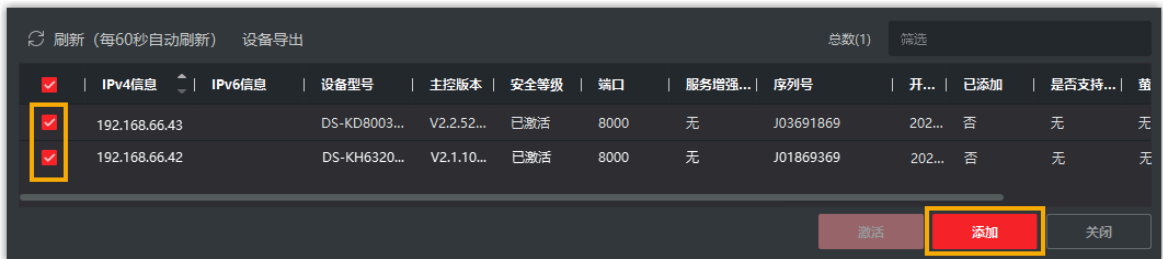 刷新（每60秒自动刷新） 设备导出 总数(1) 筛选
IPv4信息 IPv6信息 设备型号 主控版本 安全等级 端口 服务增强... 序列号 开... 已添加 是否支持... 萤
192.168.66.43 DS-KD8003... V2.2.52... 已激活 8000 无 J03691869 202... 否 无 无
192.168.66.42 DS-KH6320... V2.1.10... 已激活 8000 无 J01869369 202... 否 无 无
激活 添加 关闭